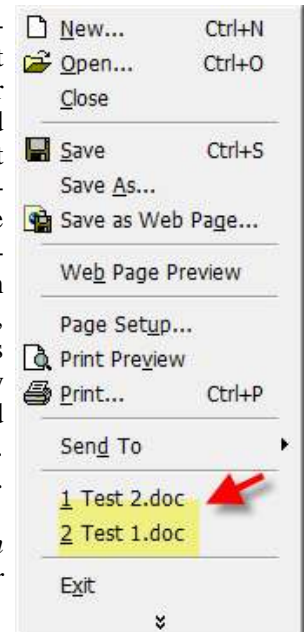 New... Ctrl+N
Open... Ctrl+O
Close
Save Ctrl+S
Save As...
Save as Web Page...
Web Page Preview
Page Setup...
Print Preview
Print... Ctrl+P
Send To
1 Test 2.doc
2 Test 1.doc
Exit